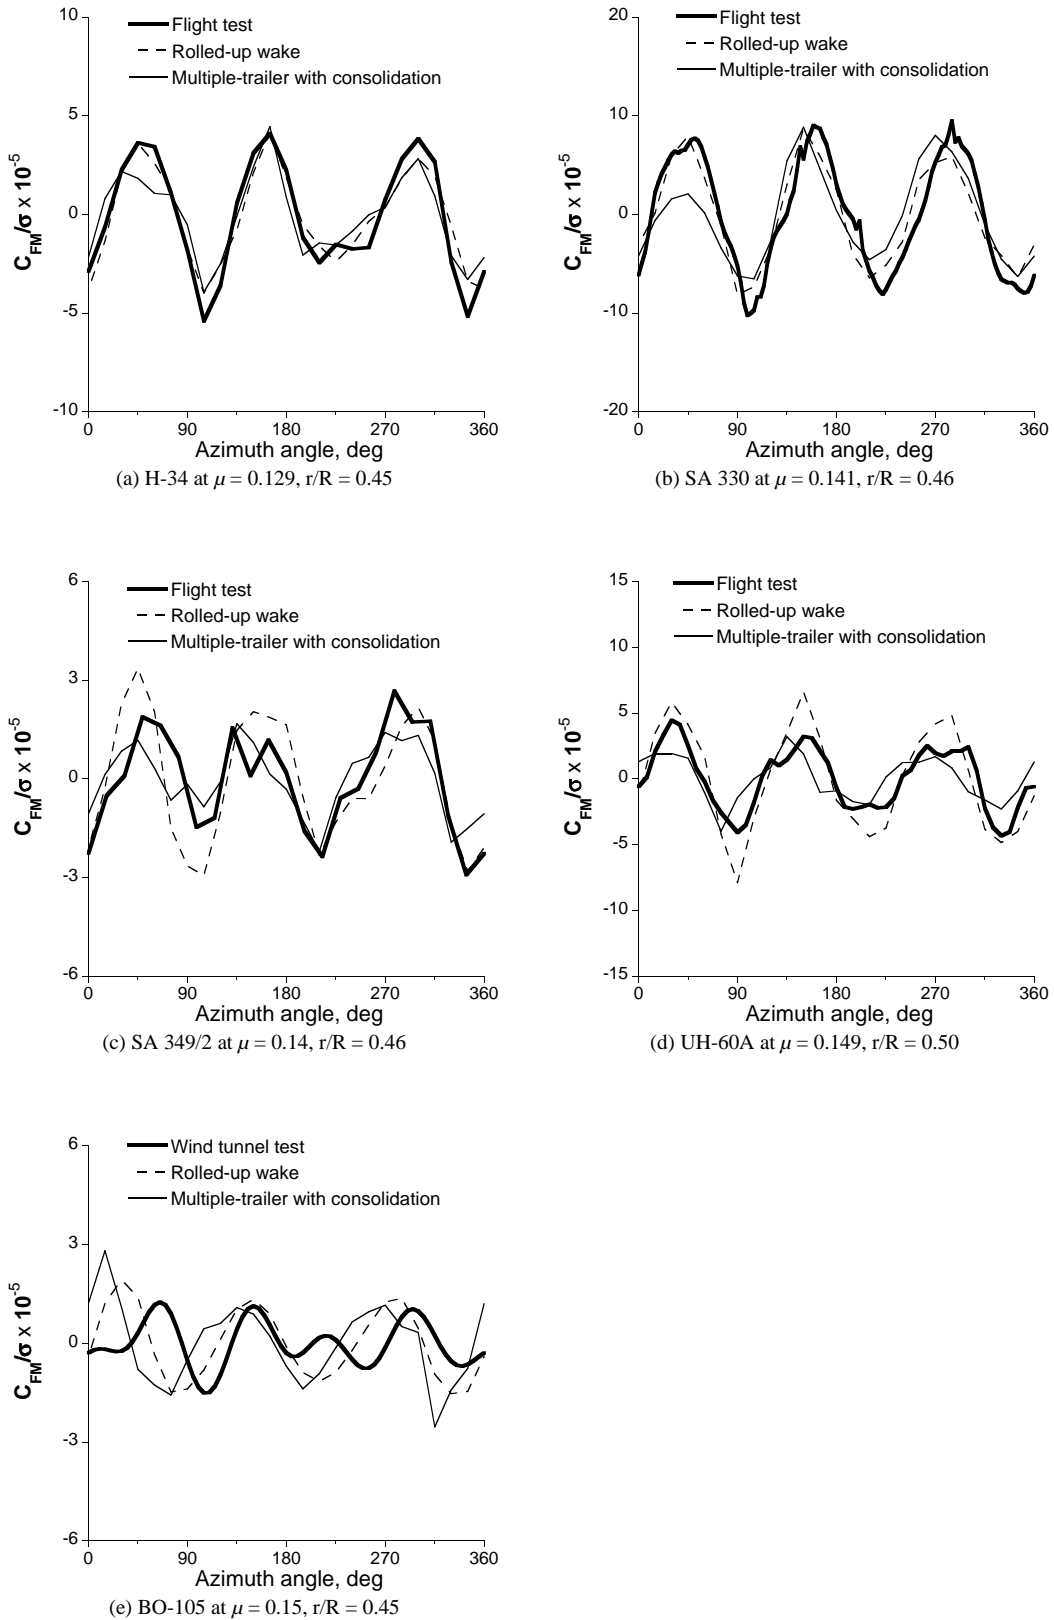 10
5
0
-5
-10
C_FM/σ x 10^-5
Flight test
Rolled-up wake
Multiple-trailer with consolidation
0 90 180 270 360
Azimuth angle, deg
(a) H-34 at μ = 0.129, r/R = 0.45
20
10
0
-10
-20
C_FM/σ x 10^-5
Flight test
Rolled-up wake
Multiple-trailer with consolidation
0 90 180 270 360
Azimuth angle, deg
(b) SA 330 at μ = 0.141, r/R = 0.46
6
3
0
-3
-6
C_FM/σ x 10^-5
Flight test
Rolled-up wake
Multiple-trailer with consolidation
0 90 180 270 360
Azimuth angle, deg
(c) SA 349/2 at μ = 0.14, r/R = 0.46
15
10
5
0
-5
-10
-15
C_FM/σ x 10^-5
Flight test
Rolled-up wake
Multiple-trailer with consolidation
0 90 180 270 360
Azimuth angle, deg
(d) UH-60A at μ = 0.149, r/R = 0.50
6
3
0
-3
-6
C_FM/σ x 10^-5
Wind tunnel test
Rolled-up wake
Multiple-trailer with consolidation
0 90 180 270 360
Azimuth angle, deg
(e) BO-105 at μ = 0.15, r/R = 0.45